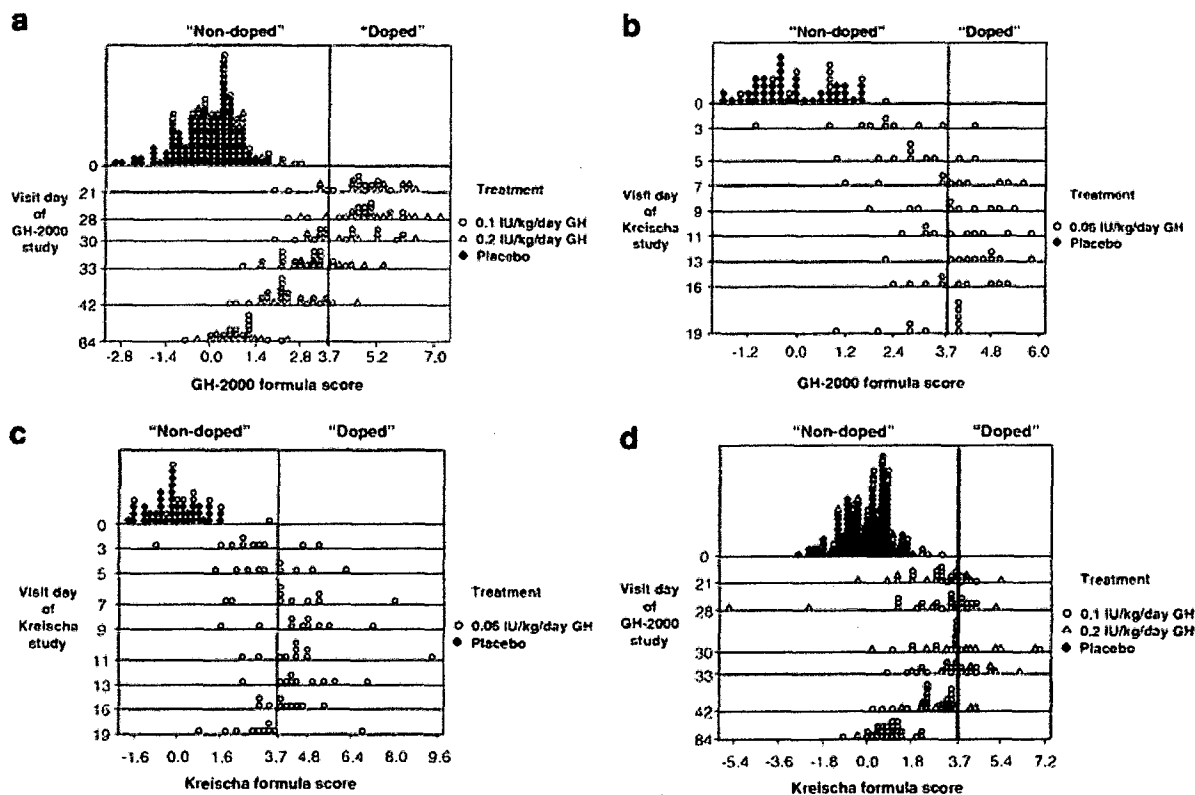 a
"Non-doped" "Doped"
0
21
28
30
33
42
84
Visit day
of
GH-2000
study
Treatment
0.1 IU/kg/day GH
0.2 IU/kg/day GH
Placebo
-2.8 -1.4 0.0 1.4 2.8 3.7 5.2 7.0
GH-2000 formula score
b
"Non-doped" "Doped"
0
3
5
7
9
11
13
16
19
Visit day
of
Kreischa
study
Treatment
0.06 IU/kg/day GH
Placebo
-1.2 0.0 1.2 2.4 3.7 4.8 6.0
GH-2000 formula score
c
"Non-doped" "Doped"
0
3
5
7
9
11
13
16
19
Visit day
of
Kreischa
study
Treatment
0.06 IU/kg/day GH
Placebo
-1.6 0.0 1.6 3.7 4.8 6.4 8.0 9.6
Kreischa formula score
d
"Non-doped" "Doped"
0
21
28
30
33
42
84
Visit day
of
GH-2000
study
Treatment
0.1 IU/kg/day GH
0.2 IU/kg/day GH
Placebo
-5.4 -3.6 -1.8 0.0 1.8 3.7 5.4 7.2
Kreischa formula score